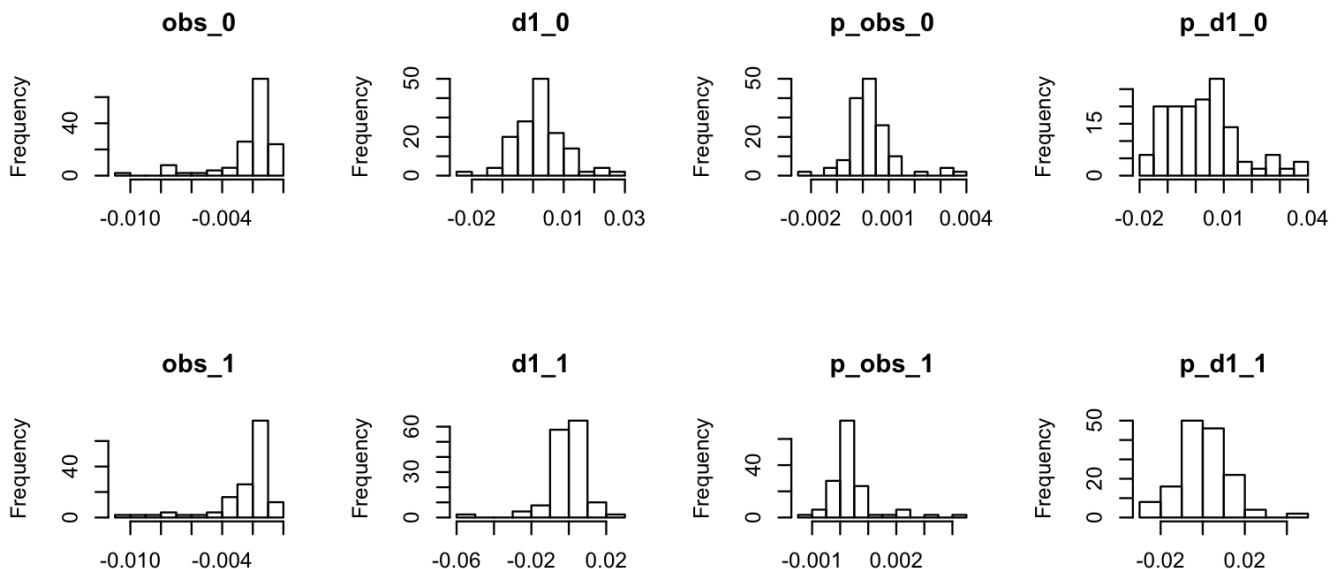 obs_0
d1_0
p_obs_0
p_d1_0
Frequency
0 40
-0.010 -0.004
Frequency
0 20 50
-0.02 0.01 0.03
Frequency
0 20 50
-0.002 0.001 0.004
Frequency
0 15
-0.02 0.01 0.04
obs_1
d1_1
p_obs_1
p_d1_1
Frequency
0 40
-0.010 -0.004
Frequency
0 20 40 60
-0.06 -0.02 0.02
Frequency
0 40
-0.001 0.002
Frequency
0 20 50
-0.02 0.02